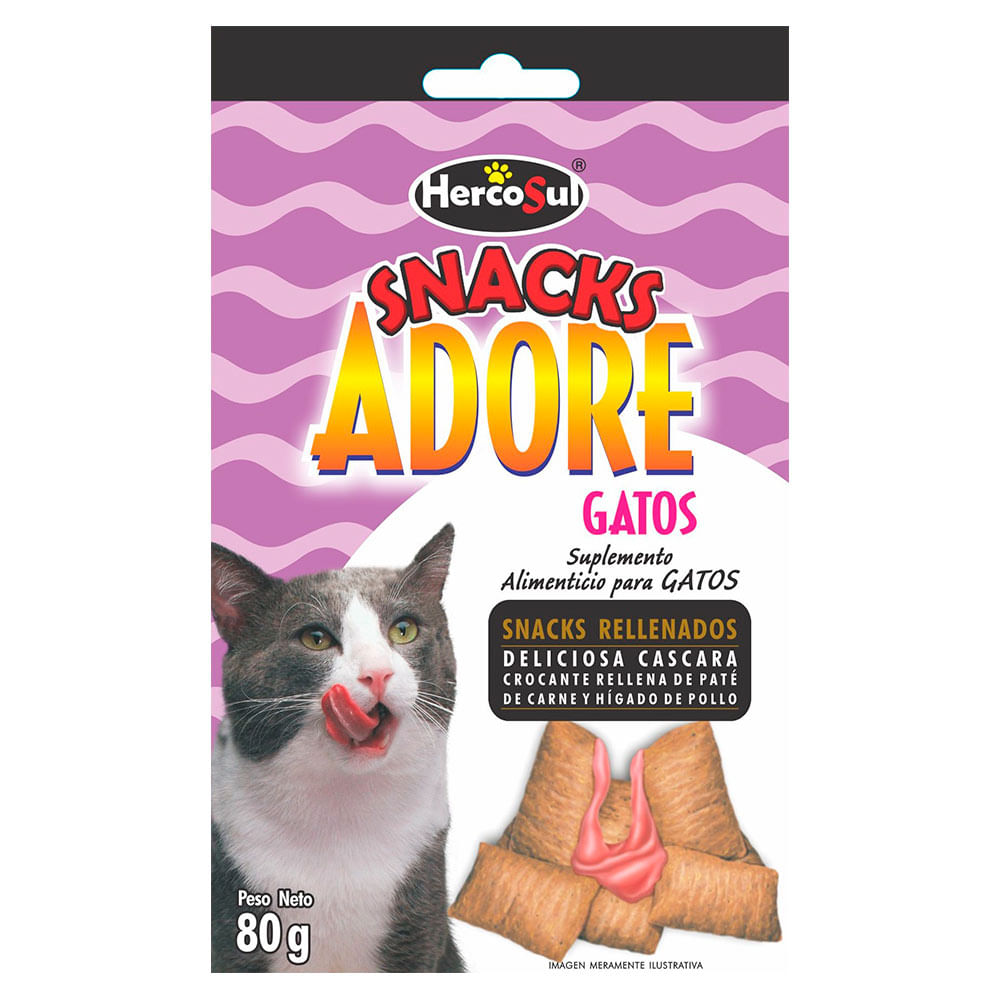 HercoSul®
SNACKS
ADORE
GATOS
Suplemento
Alimenticio para GATOS
SNACKS RELLENADOS
DELICIOSA CASCARA
CROCANTE RELLENA DE PATÉ
DE CARNE Y HÍGADO DE POLLO
Peso Neto
80 g
IMAGEN MERAMENTE ILUSTRATIVA